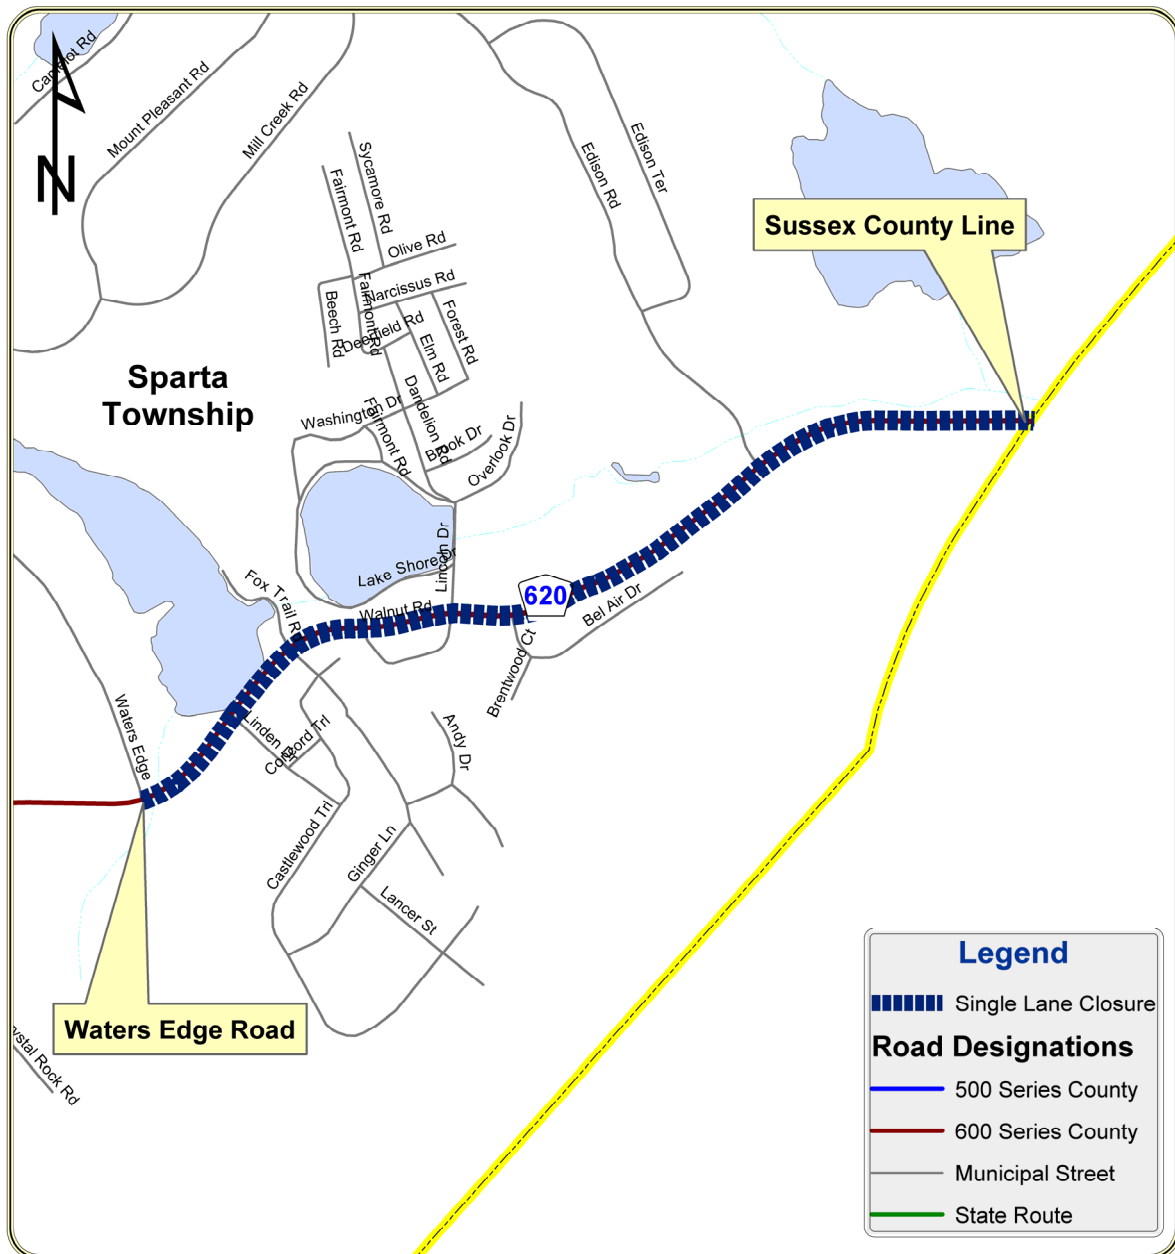 Camelot Rd
Mount Pleasant Rd
Mill Creek Rd
N
Sycamore Rd
Fairmont Rd
Edison Rd
Edison Ter
Sussex County Line
Olive Rd
Narcissus Rd
Beech Rd
Fairmont Rd
Deerfield Rd
Elm Rd
Forest Rd
Sparta
Township
Washington Dr
Fairmont Rd
Dandelion Rd
Brook Dr
Overlook Dr
Lake Shore Dr
Lincoln Dr
Fox Trail Rd
Walnut Rd
620
Bel Air Dr
Brentwood Ct
Waters Edge
Linden
Concord Trl
Andy Dr
Castlewood Trl
Ginger Ln
Lancer St
Waters Edge Road
ystal Rock Rd
Legend
Single Lane Closure
Road Designations
500 Series County
600 Series County
Municipal Street
State Route